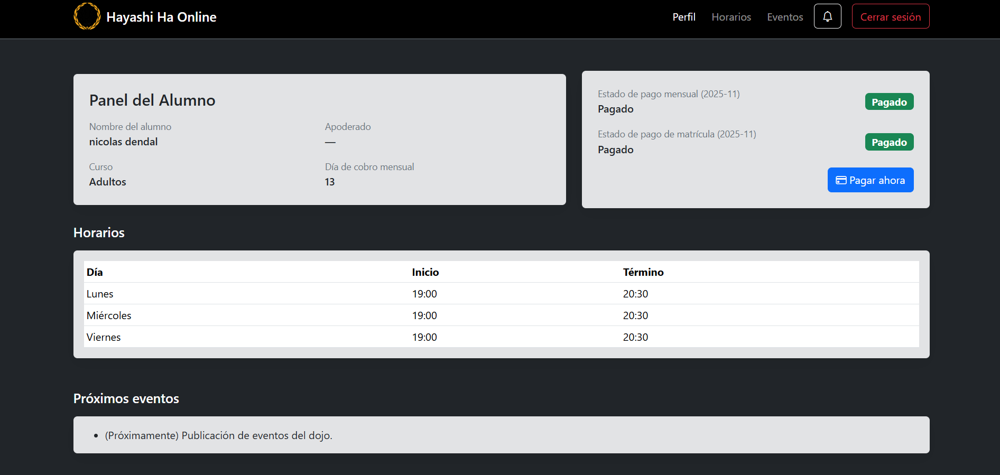 Hayashi Ha Online
Perfil Horarios Eventos Cerrar sesión
Panel del Alumno
Nombre del alumno
nicolas dendal
Apoderado
—
Curso
Adultos
Día de cobro mensual
13
Estado de pago mensual (2025-11)
Pagado
Pagado
Estado de pago de matrícula (2025-11)
Pagado
Pagado
Pagar ahora
Horarios
Día Inicio Término
Lunes 19:00 20:30
Miércoles 19:00 20:30
Viernes 19:00 20:30
Próximos eventos
• (Próximamente) Publicación de eventos del dojo.